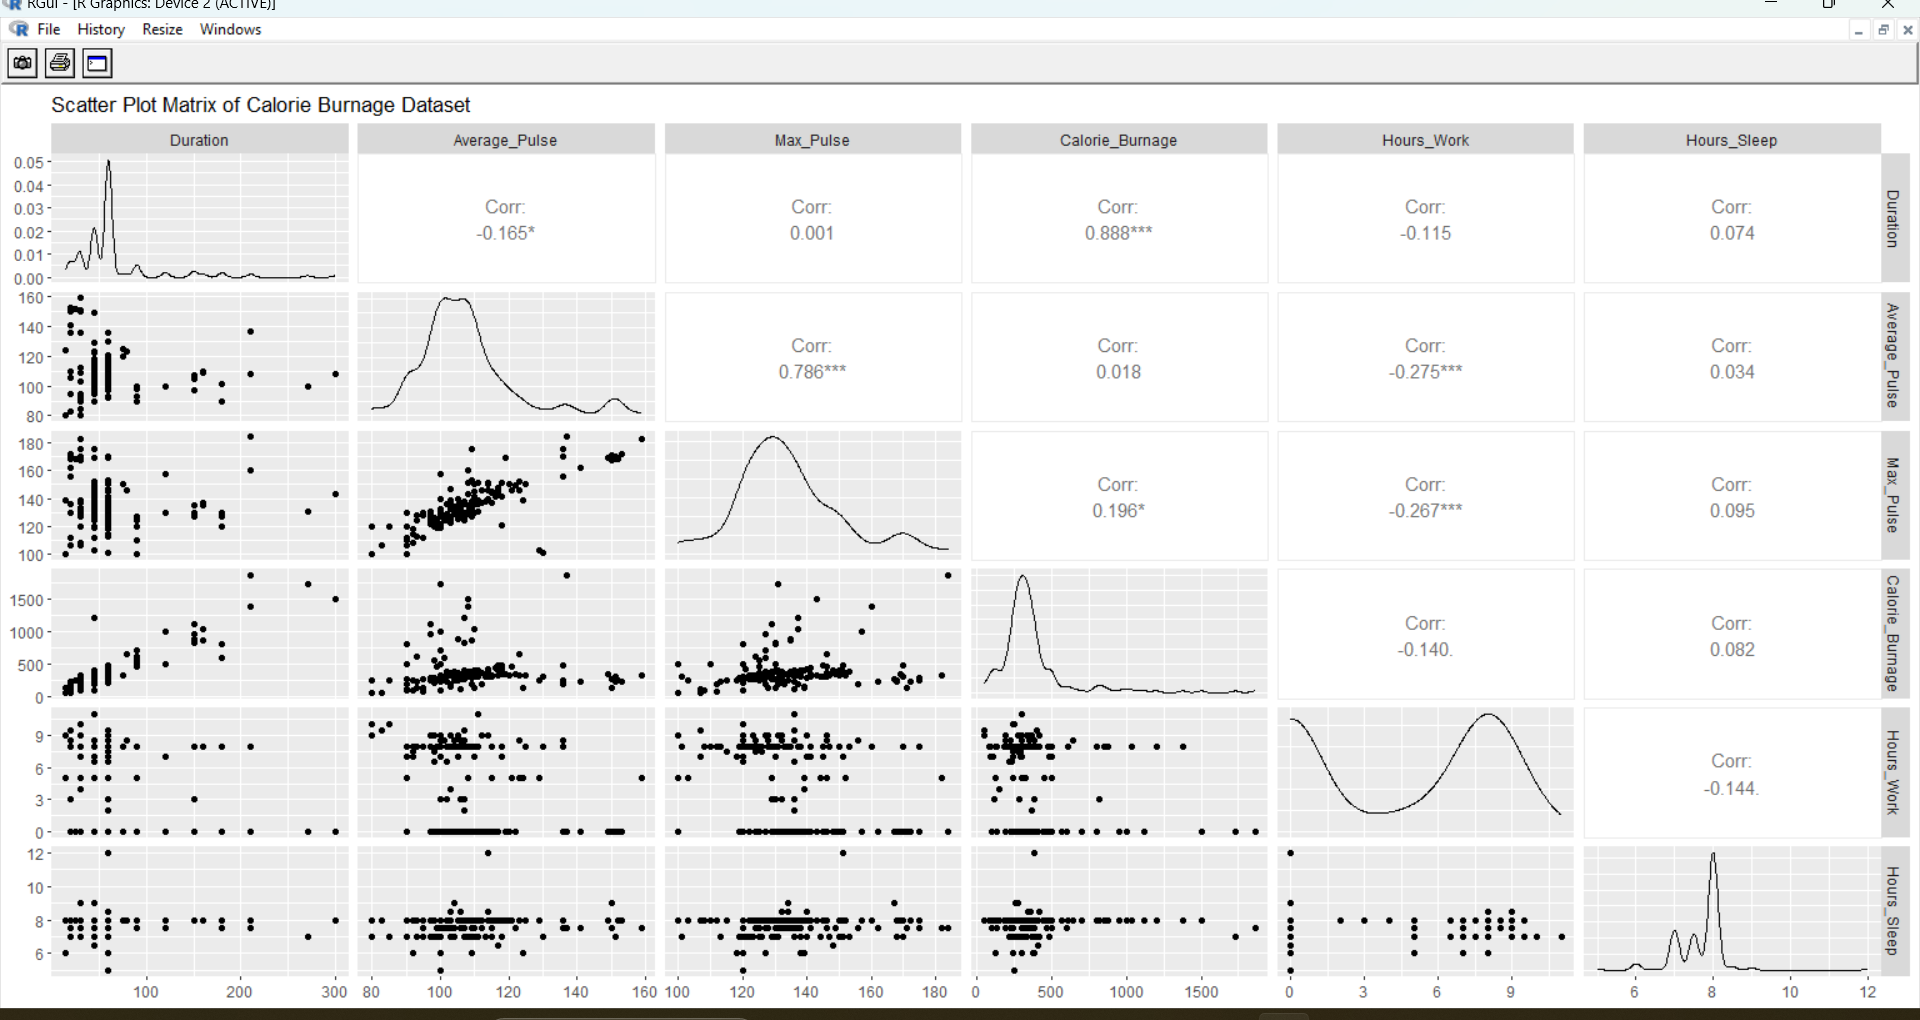 RGui - [R Graphics: Device 2 (ACTIVE)]
File History Resize Windows
Scatter Plot Matrix of Calorie Burnage Dataset
Duration Average_Pulse Max_Pulse Calorie_Burnage Hours_Work Hours_Sleep
0.05
0.04
0.03
0.02
0.01
0.00
Corr:
-0.165*
Corr:
0.001
Corr:
0.888***
Corr:
-0.115
Corr:
0.074
Duration
160
140
120
100
80
Corr:
0.786***
Corr:
0.018
Corr:
-0.275***
Corr:
0.034
Average_Pulse
180
160
140
120
100
Corr:
0.196*
Corr:
-0.267***
Corr:
0.095
Max_Pulse
1500
1000
500
0
Corr:
-0.140.
Corr:
0.082
Calorie_Burnage
9
6
3
0
Corr:
-0.144.
Hours_Work
12
10
8
6
Hours_Sleep
100 200 300 80 100 120 140 160 100 120 140 160 180 0 500 1000 1500 0 3 6 9 6 8 10 12